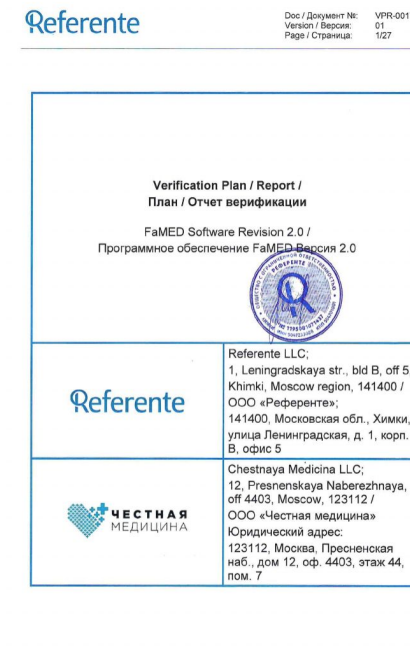 Referente
Doc / Документ №: VPR-001
Version / Версия: 01
Page / Страница: 1/27
Verification Plan / Report /
План / Отчет верификации
FaMED Software Revision 2.0 /
Программное обеспечение FaMED Версия 2.0
РЕФЕРЕНТЕ
Referente
Referente LLC;
1, Leningradskaya str., bld B, off 5
Khimki, Moscow region, 141400 /
ООО «Референте»;
141400, Московская обл., Химки,
улица Ленинградская, д. 1, корп.
В, офис 5
ЧЕСТНАЯ
МЕДИЦИНА
Chestnaya Medicina LLC;
12, Presnenskaya Naberezhnaya,
off 4403, Moscow, 123112 /
ООО «Честная медицина»
Юридический адрес:
123112, Москва, Пресненская
наб., дом 12, оф. 4403, этаж 44,
пом. 7